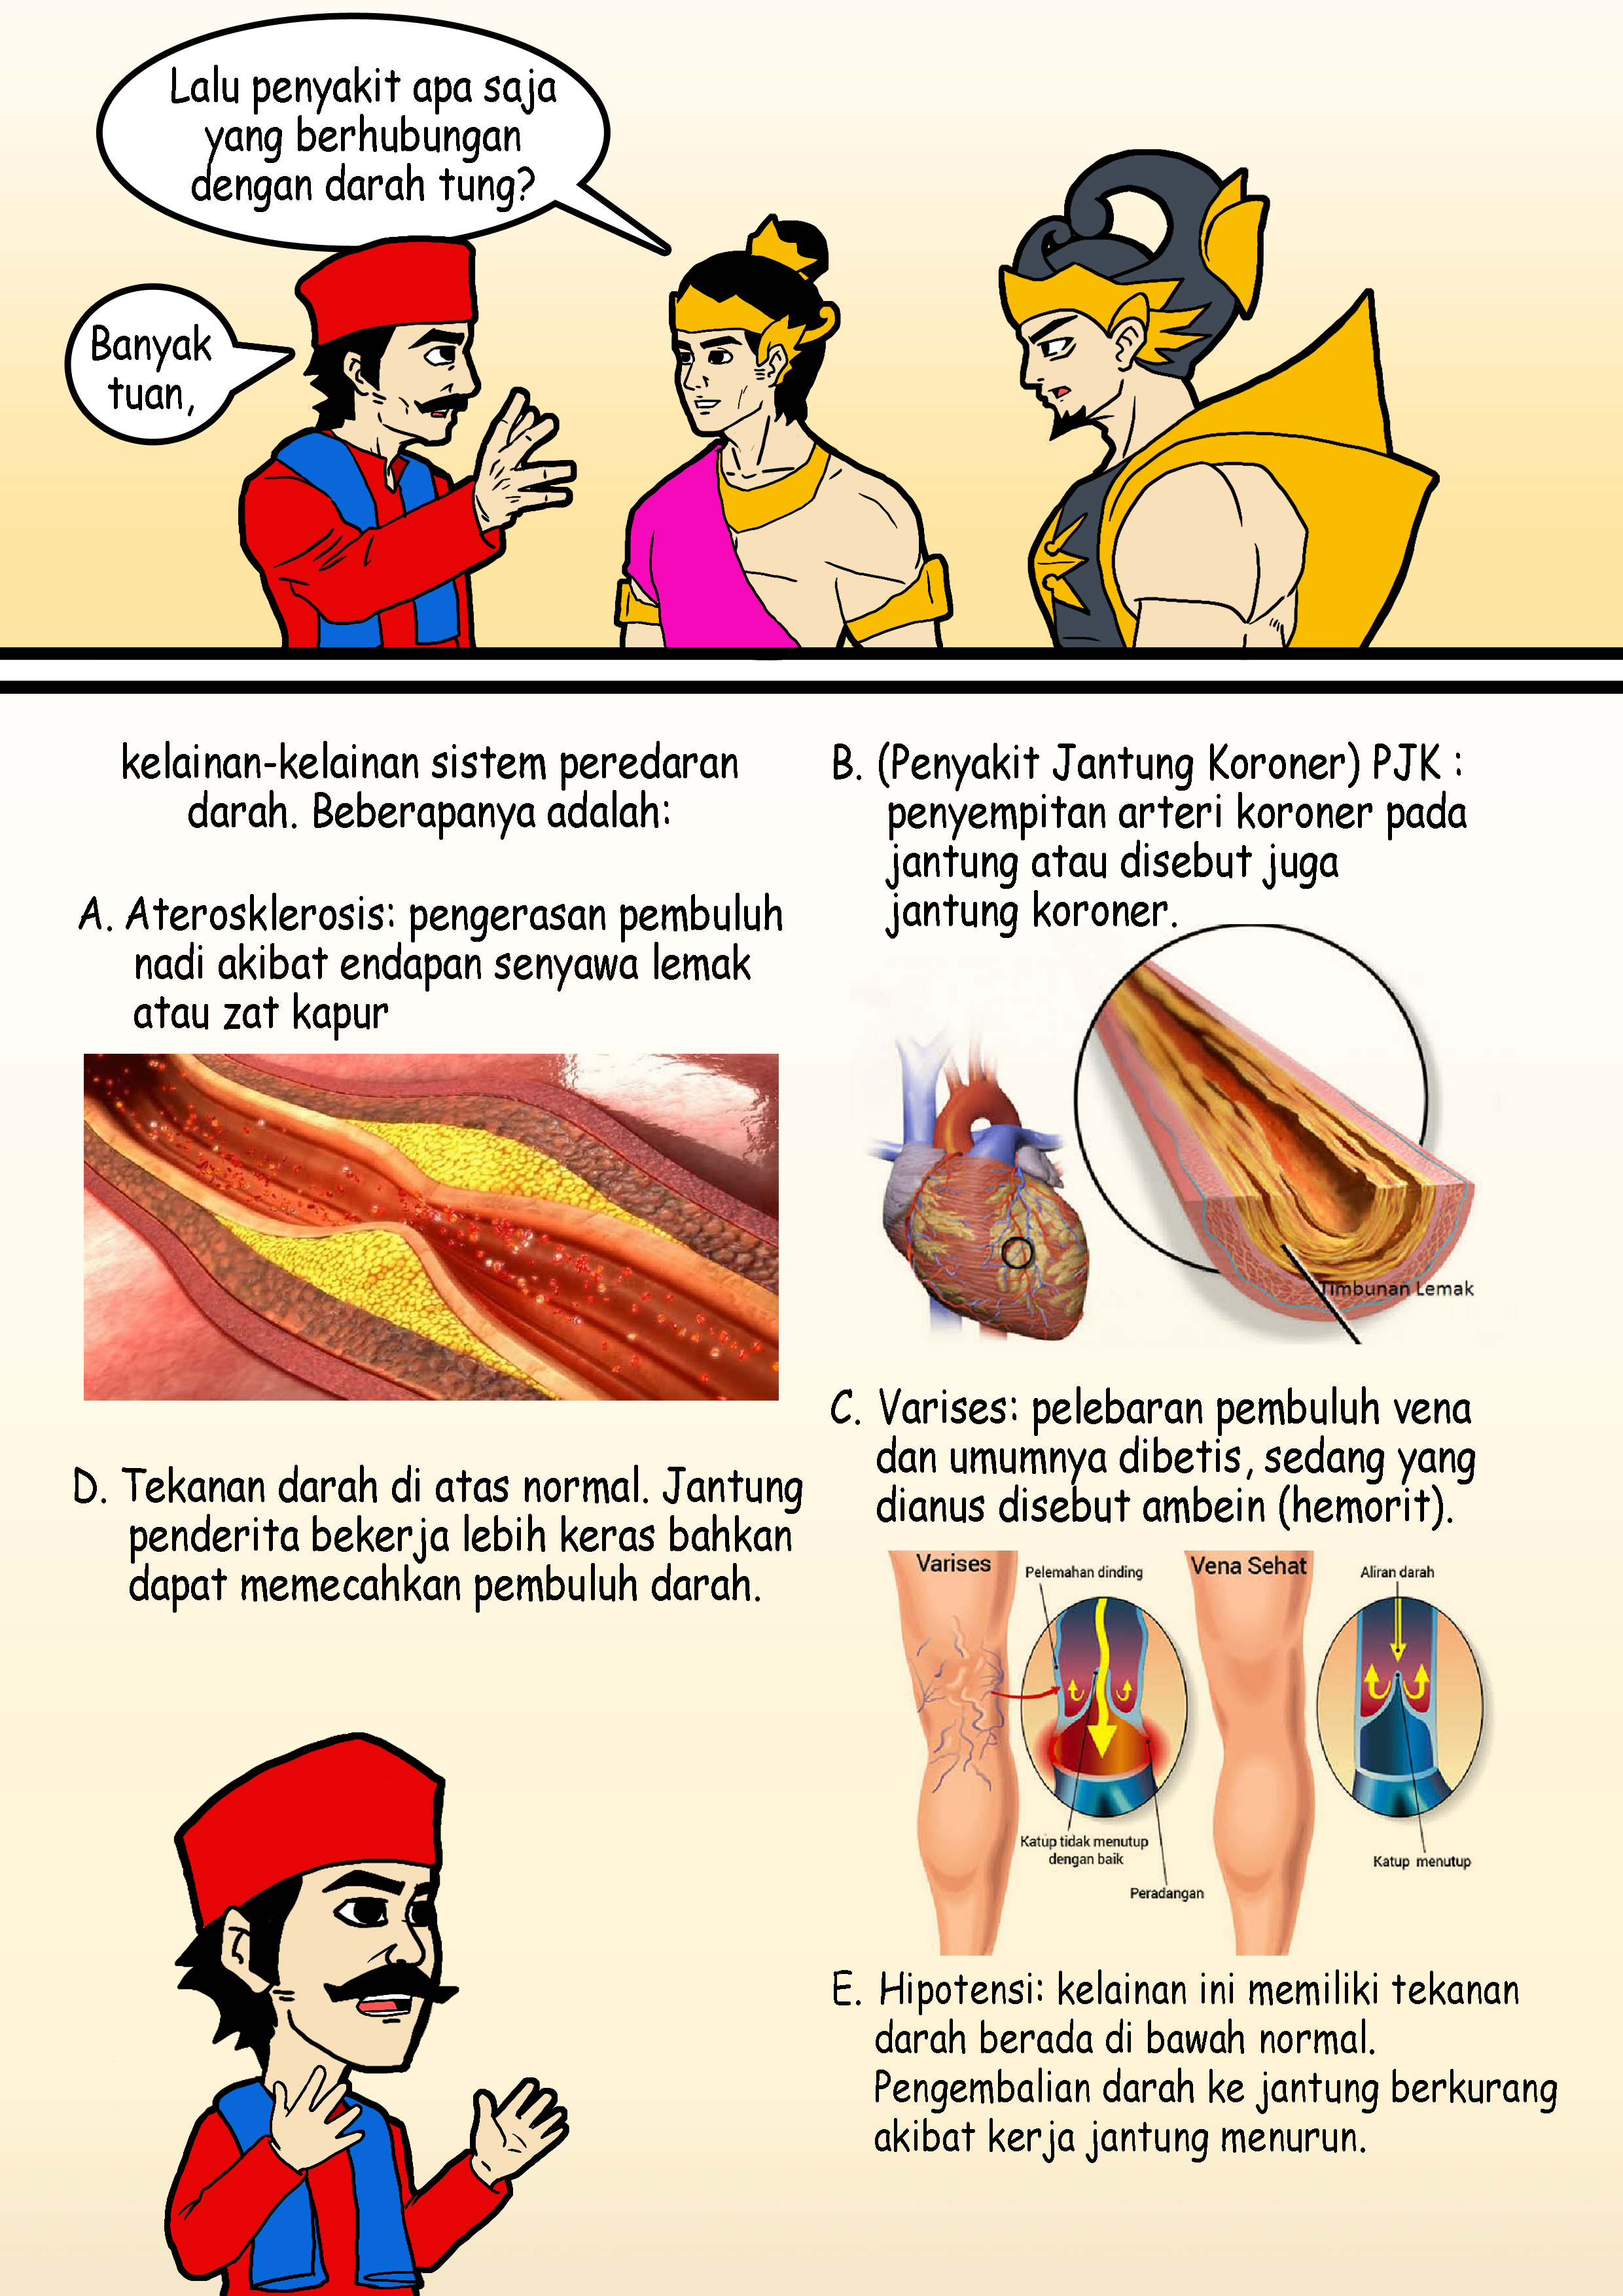 Lalu penyakit apa saja
yang berhubungan
dengan darah tung?
Banyak
tuan,
kelainan-kelainan sistem peredaran
darah. Beberapanya adalah:
A. Aterosklerosis: pengerasan pembuluh
nadi akibat endapan senyawa lemak
atau zat kapur
B. (Penyakit Jantung Koroner) PJK :
penyempitan arteri koroner pada
jantung atau disebut juga
jantung koroner.
Timbunan Lemak
C. Varises: pelebaran pembuluh vena
dan umumnya dibetis, sedang yang
dianus disebut ambein (hemorit).
Varises
Pelemahan dinding
Vena Sehat
Aliran darah
Katup tidak menutup
dengan baik
Peradangan
Katup menutup
D. Tekanan darah di atas normal. Jantung
penderita bekerja lebih keras bahkan
dapat memecahkan pembuluh darah.
E. Hipotensi: kelainan ini memiliki tekanan
darah berada di bawah normal.
Pengembalian darah ke jantung berkurang
akibat kerja jantung menurun.